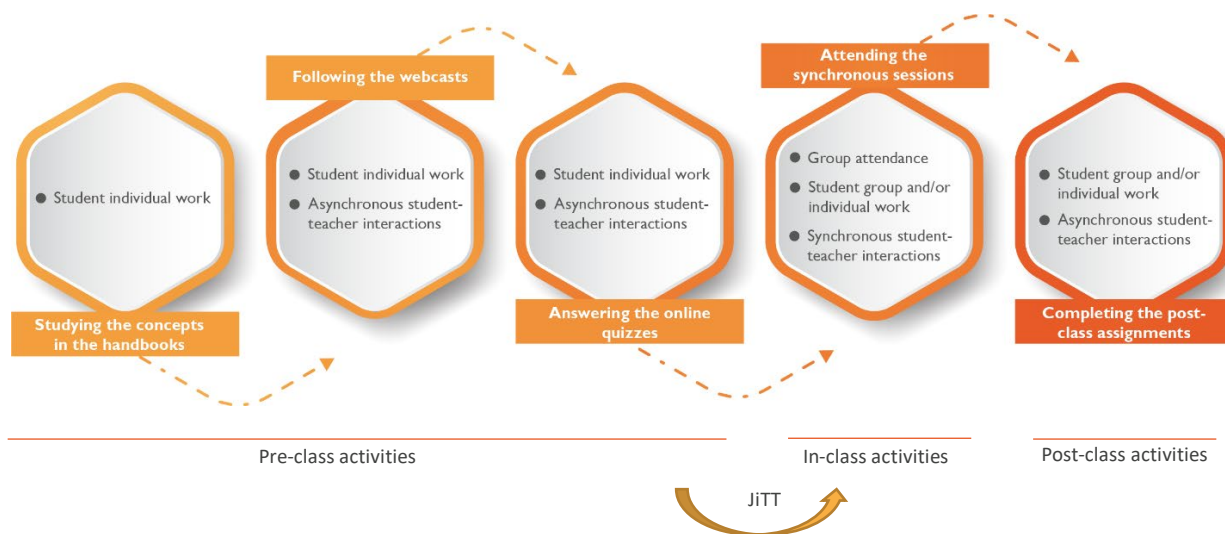 Studying the concepts
in the handbooks
● Student individual work
Following the webcasts
● Student individual work
● Asynchronous student-
teacher interactions
● Student individual work
● Asynchronous student-
teacher interactions
Answering the online
quizzes
Attending the
synchronous sessions
● Group attendance
● Student group and/or
individual work
● Synchronous student-
teacher interactions
● Student group and/or
individual work
● Asynchronous student-
teacher interactions
Completing the post-
class assignments
Pre-class activities
In-class activities
Post-class activities
JiTT